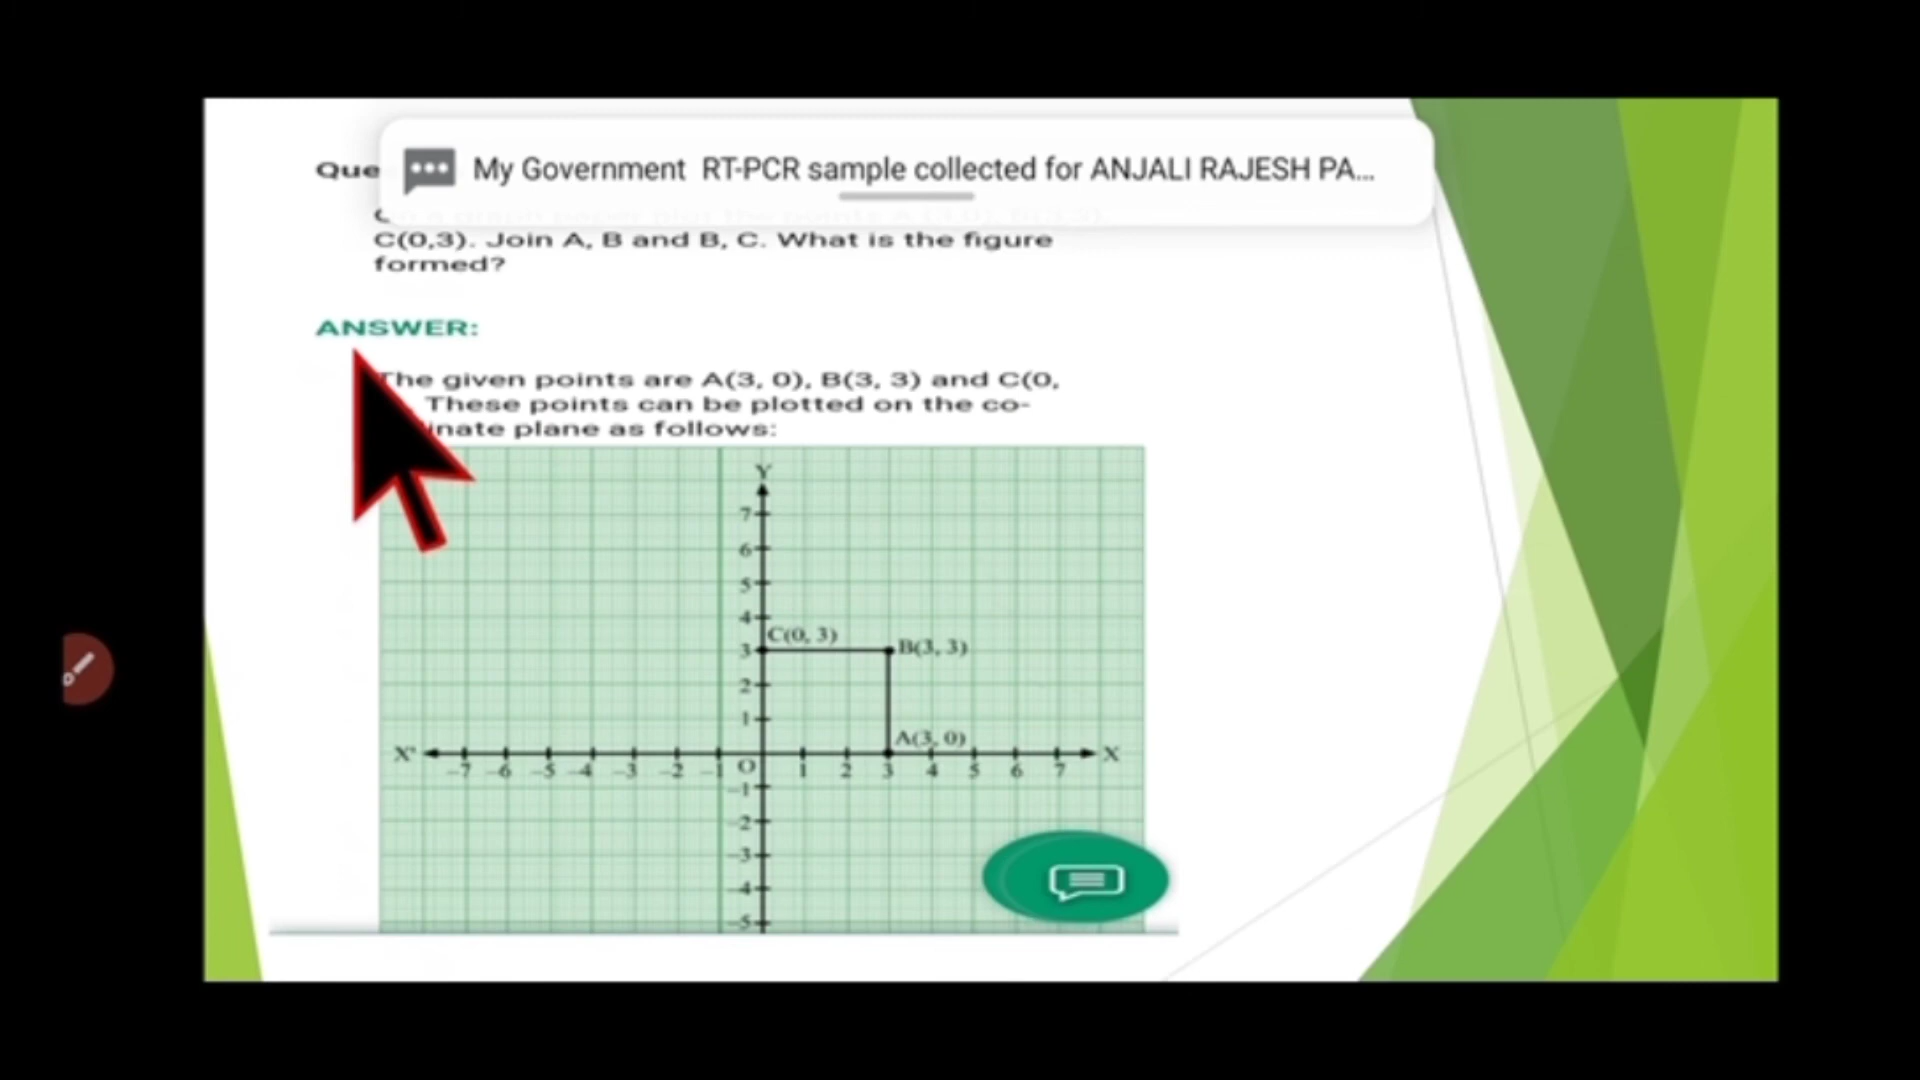 Que
My Government RT-PCR sample collected for ANJALI RAJESH PA...
C(0,3). Join A, B and B, C. What is the figure
formed?
ANSWER:
The given points are A(3, 0), B(3, 3) and C(0,
These points can be plotted on the co-
inate plane as follows:
Y
7
6
5
4
C(0, 3)
3
B(3, 3)
2
1
A(3, 0)
X'
X
-7 -6 -5 -4 -3 -2 -1 O 1 2 3 4 5 6 7
-1
-2
-3
-4
-5